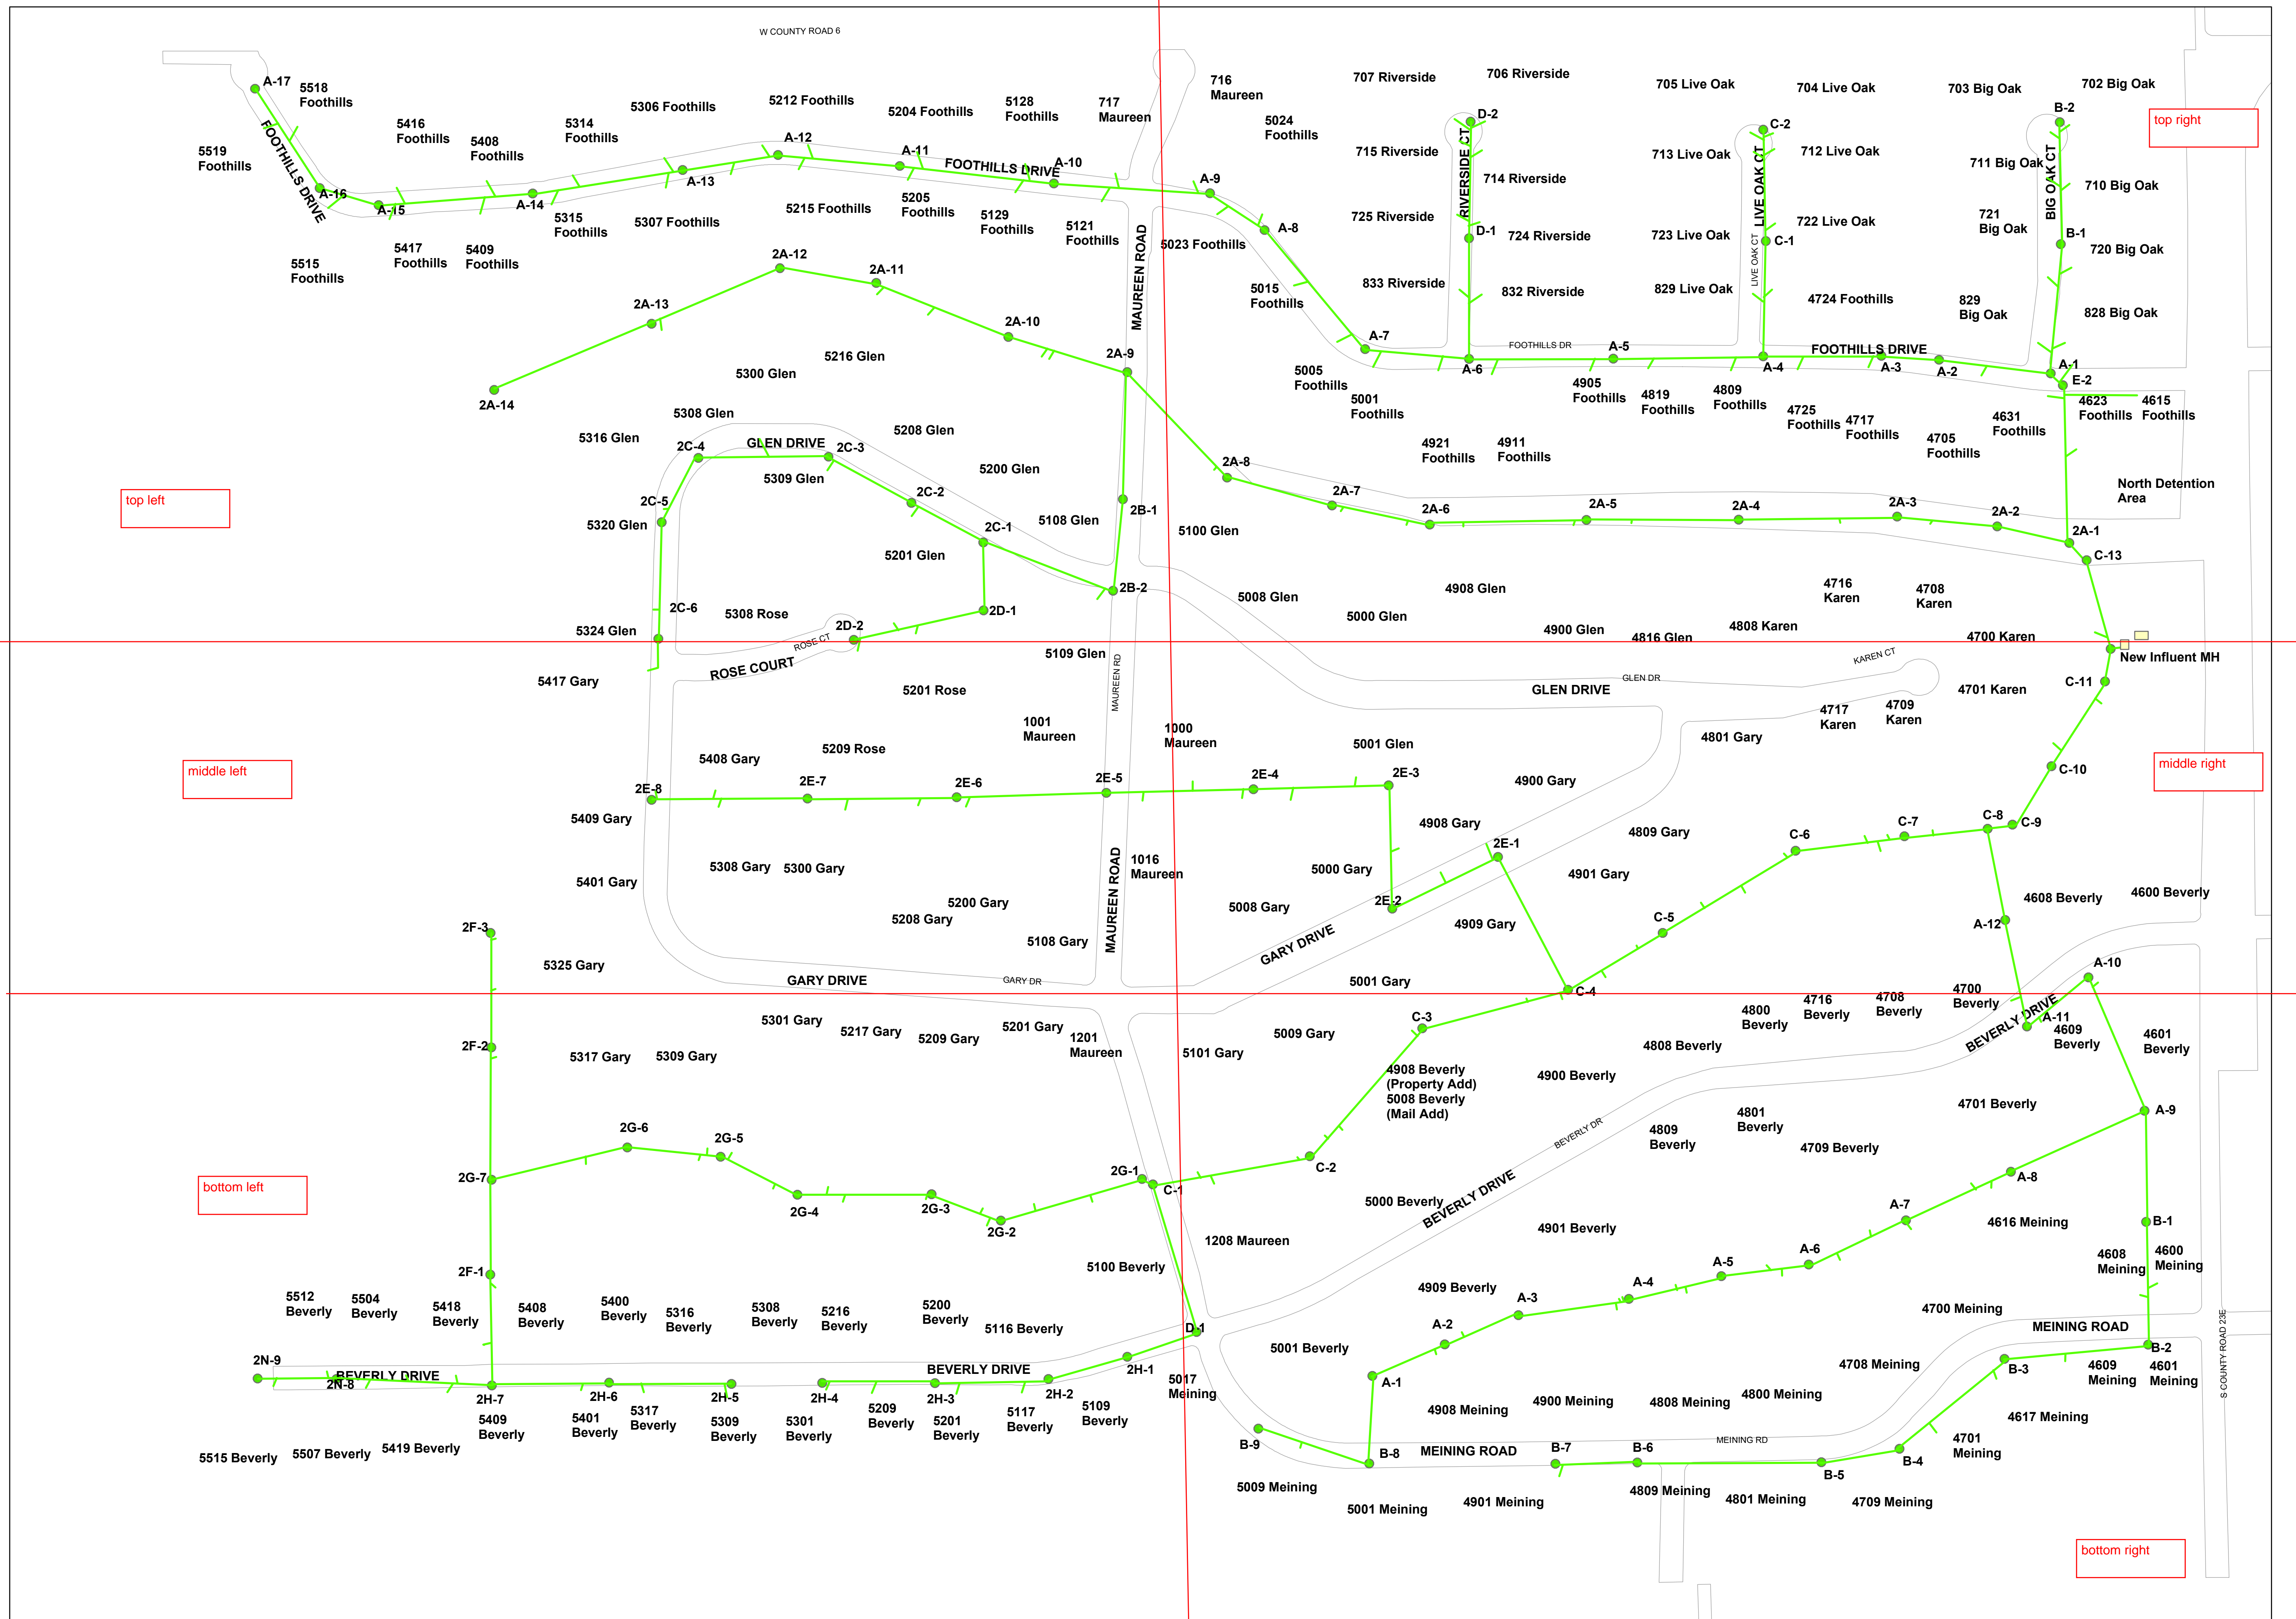 W COUNTY ROAD 6
A-17
5518
Foothills
5519
Foothills
FOOTHILLS DRIVE
A-16
A-15
5416
Foothills
5408
Foothills
5314
Foothills
5306 Foothills
5212 Foothills
5204 Foothills
5128
Foothills
717
Maureen
716
Maureen
A-14
A-13
A-12
A-11
FOOTHILLS DRIVE
A-10
A-9
A-8
5515
Foothills
5417
Foothills
5409
Foothills
5315
Foothills
5307 Foothills
5215 Foothills
5205
Foothills
5129
Foothills
5121
Foothills
MAUREEN ROAD
5023 Foothills
5024
Foothills
5015
Foothills
707 Riverside
706 Riverside
705 Live Oak
704 Live Oak
703 Big Oak
702 Big Oak
top right
D-2
C-2
B-2
715 Riverside
RIVERSIDE CT
714 Riverside
713 Live Oak
LIVE OAK CT
712 Live Oak
711 Big Oak
BIG OAK CT
710 Big Oak
725 Riverside
D-1
724 Riverside
723 Live Oak
LIVE OAK CT
C-1
722 Live Oak
721
Big Oak
B-1
720 Big Oak
833 Riverside
832 Riverside
829 Live Oak
4724 Foothills
829
Big Oak
828 Big Oak
A-7
A-6
FOOTHILLS DR
A-5
A-4
FOOTHILLS DRIVE
A-3
A-2
A-1
E-2
5005
Foothills
5001
Foothills
4921
Foothills
4911
Foothills
4905
Foothills
4819
Foothills
4809
Foothills
4725
Foothills
4717
Foothills
4705
Foothills
4631
Foothills
4623
Foothills
4615
Foothills
North Detention
Area
2A-14
2A-13
2A-12
2A-11
2A-10
2A-9
2A-8
2A-7
2A-6
2A-5
2A-4
2A-3
2A-2
2A-1
C-13
5216 Glen
5300 Glen
5308 Glen
5316 Glen
2C-4
GLEN DRIVE
2C-3
5208 Glen
5309 Glen
5200 Glen
2C-2
top left
2C-5
5320 Glen
2C-1
5108 Glen
2B-1
5100 Glen
5201 Glen
2B-2
2C-6
5324 Glen
5308 Rose
2D-2
2D-1
ROSE CT
ROSE COURT
5008 Glen
5000 Glen
4908 Glen
4900 Glen
4816 Glen
4808 Karen
4716
Karen
4708
Karen
4700 Karen
New Influent MH
5417 Gary
5109 Glen
MAUREEN RD
5201 Rose
GLEN DRIVE
GLEN DR
KAREN CT
4701 Karen
C-11
4717
Karen
4709
Karen
1001
Maureen
1000
Maureen
5209 Rose
5408 Gary
5001 Glen
4801 Gary
middle left
middle right
2E-8
2E-7
2E-6
2E-5
2E-4
2E-3
4900 Gary
C-10
5409 Gary
4908 Gary
4809 Gary
2E-1
C-6
C-7
C-8
C-9
5401 Gary
5308 Gary
5300 Gary
MAUREEN ROAD
1016
Maureen
5000 Gary
4901 Gary
2E-2
5200 Gary
5208 Gary
5008 Gary
4909 Gary
C-5
4608 Beverly
4600 Beverly
A-12
2F-3
5108 Gary
GARY DRIVE
5325 Gary
GARY DRIVE
GARY DR
5001 Gary
C-4
A-10
5301 Gary
5217 Gary
5209 Gary
5201 Gary
1201
Maureen
5101 Gary
5009 Gary
C-3
4800
Beverly
4716
Beverly
4708
Beverly
4700
Beverly
A-11
BEVERLY DRIVE
4609
Beverly
4601
Beverly
2F-2
5317 Gary
5309 Gary
4908 Beverly
(Property Add)
5008 Beverly
(Mail Add)
4808 Beverly
4900 Beverly
4801
Beverly
4809
Beverly
BEVERLY DR
4701 Beverly
4709 Beverly
A-9
2G-7
2G-6
2G-5
2G-4
2G-3
2G-2
2G-1
C-1
C-2
bottom left
5000 Beverly
BEVERLY DRIVE
4901 Beverly
A-8
A-7
4616 Meining
B-1
1208 Maureen
5100 Beverly
A-6
A-5
4608
Meining
4600
Meining
2F-1
4909 Beverly
A-4
A-3
4700 Meining
MEINING ROAD
S COUNTY ROAD 23E
5512
Beverly
5504
Beverly
5418
Beverly
5408
Beverly
5400
Beverly
5316
Beverly
5308
Beverly
5216
Beverly
5200
Beverly
5116 Beverly
D-1
A-2
5001 Beverly
B-2
2N-9
BEVERLY DRIVE
2N-8
2H-7
2H-6
2H-5
2H-4
BEVERLY DRIVE
2H-3
2H-2
2H-1
5017
Meining
A-1
4708 Meining
B-3
4609
Meining
4601
Meining
5409
Beverly
5401
Beverly
5317
Beverly
5309
Beverly
5301
Beverly
5209
Beverly
5201
Beverly
5117
Beverly
5109
Beverly
4908 Meining
4900 Meining
4808 Meining
4800 Meining
4617 Meining
5515 Beverly
5507 Beverly
5419 Beverly
B-9
B-8
MEINING ROAD
B-7
B-6
MEINING RD
B-5
B-4
4701
Meining
5009 Meining
5001 Meining
4901 Meining
4809 Meining
4801 Meining
4709 Meining
bottom right